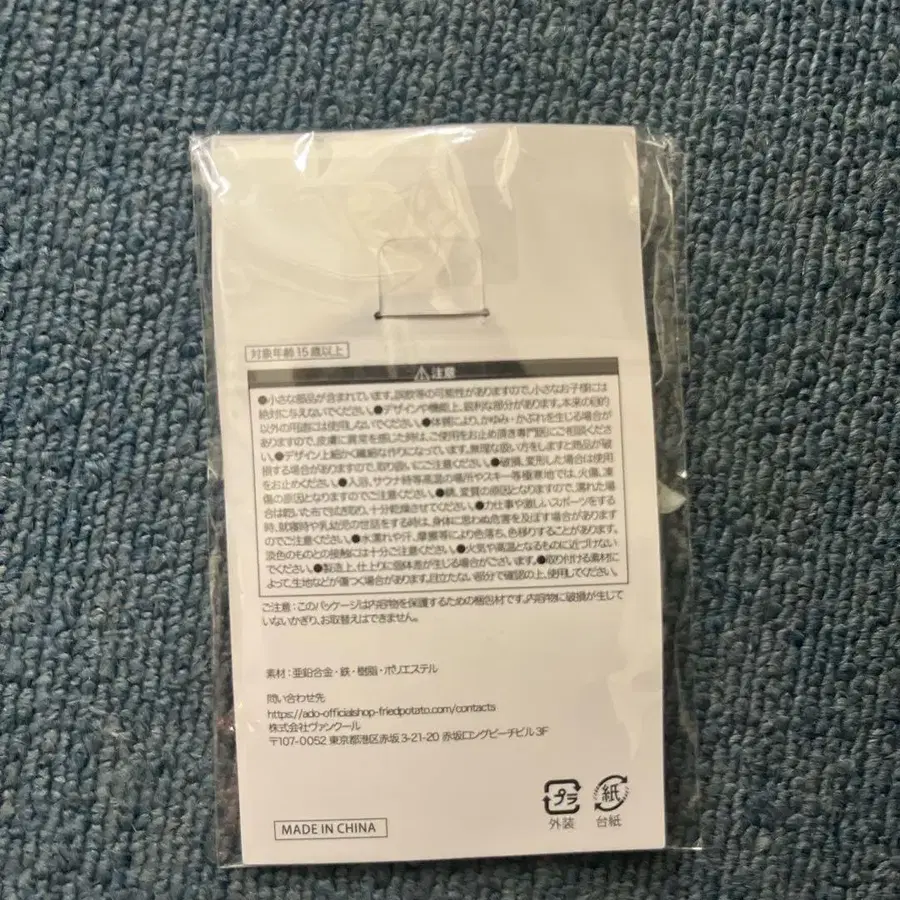 対象年齢15歳以上
⚠注意
●小さな部品が含まれています。誤飲等の可能性がありますので、小さなお子様には
絶対に与えないでください。●デザインや機能上、鋭利な部分があります。本来の目的
以外の用途には使用しないでください。●体質により、かゆみ・かぶれを生じる場合が
ありますので、皮膚に異常を感じた時は、ご使用をお止め頂き専門医にご相談くださ
い。●デザイン上細かく繊細な作りになっています。無理な扱い方をしますと商品が破
損する場合がありますので、取り扱いにご注意ください。●破損、変形した場合は使用
をお止めください。●入浴、サウナ時等高温の場所やスキー等極寒地では、火傷、凍
傷の原因となりますのでご注意ください。●錆、変質の原因となりますので、濡れた場
合は乾いた布で拭き取り、十分乾燥させてください。●力仕事や激しいスポーツをする
時、就寝時や乳幼児の世話をする時は、身体に思わぬ危害を及ぼす場合があります
のでご注意ください。●水濡れや汗、摩擦等により色落ち、色移りすることがあります。
淡色のものとの接触には十分ご注意ください。●火気や高温となるものに近づけない
でください。●製造上、仕上りに個体差が生じる場合がございます。●取り付ける素材に
よって、生地などが傷つく場合があります。目立たない部分で確認の上、使用してください。
ご注意：このパッケージは内容物を保護するための梱包材です。内容物に破損が生じて
いないかぎり、お取替えはできません。
素材：亜鉛合金・鉄・樹脂・ポリエステル
問い合わせ先
https://ado-officialshop-friedpotato.com/contacts
株式会社ヴァンクール
〒107-0052 東京都港区赤坂 3-21-20 赤坂ロングビーチビル 3F
MADE IN CHINA
プラ 外装
紙 台紙